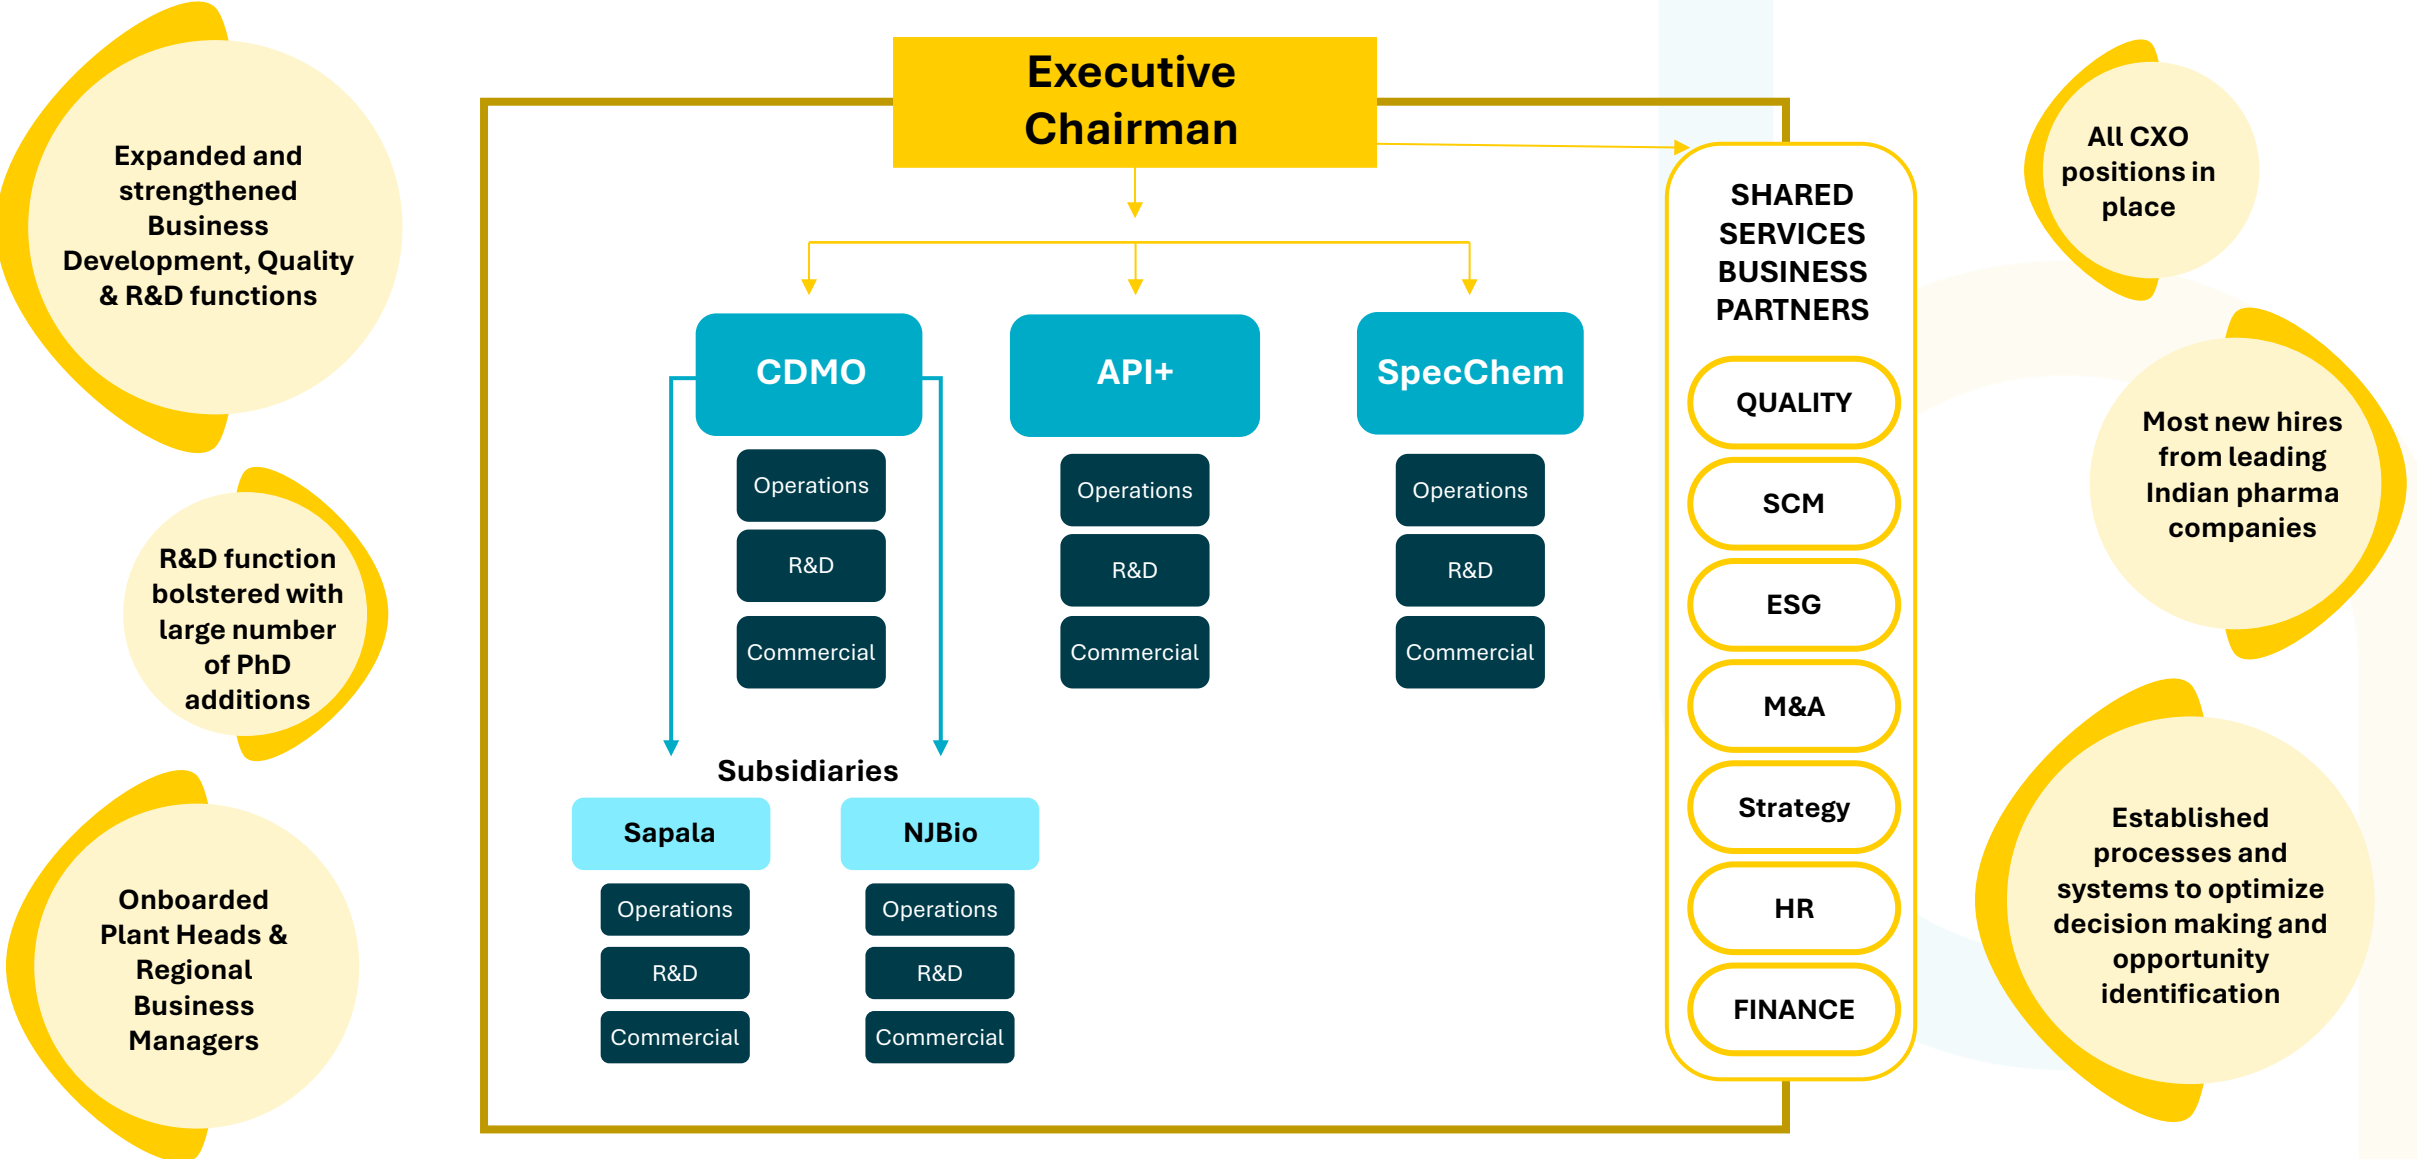 Expanded and
strengthened
Business
Development, Quality
& R&D functions
R&D function
bolstered with
large number
of PhD
additions
Onboarded
Plant Heads &
Regional
Business
Managers
Executive
Chairman
CDMO
Operations
R&D
Commercial
API+
Operations
R&D
Commercial
SpecChem
Operations
R&D
Commercial
Subsidiaries
Sapala
Operations
R&D
Commercial
NJBio
Operations
R&D
Commercial
SHARED
SERVICES
BUSINESS
PARTNERS
QUALITY
SCM
ESG
M&A
Strategy
HR
FINANCE
All CXO
positions in
place
Most new hires
from leading
Indian pharma
companies
Established
processes and
systems to optimize
decision making and
opportunity
identification